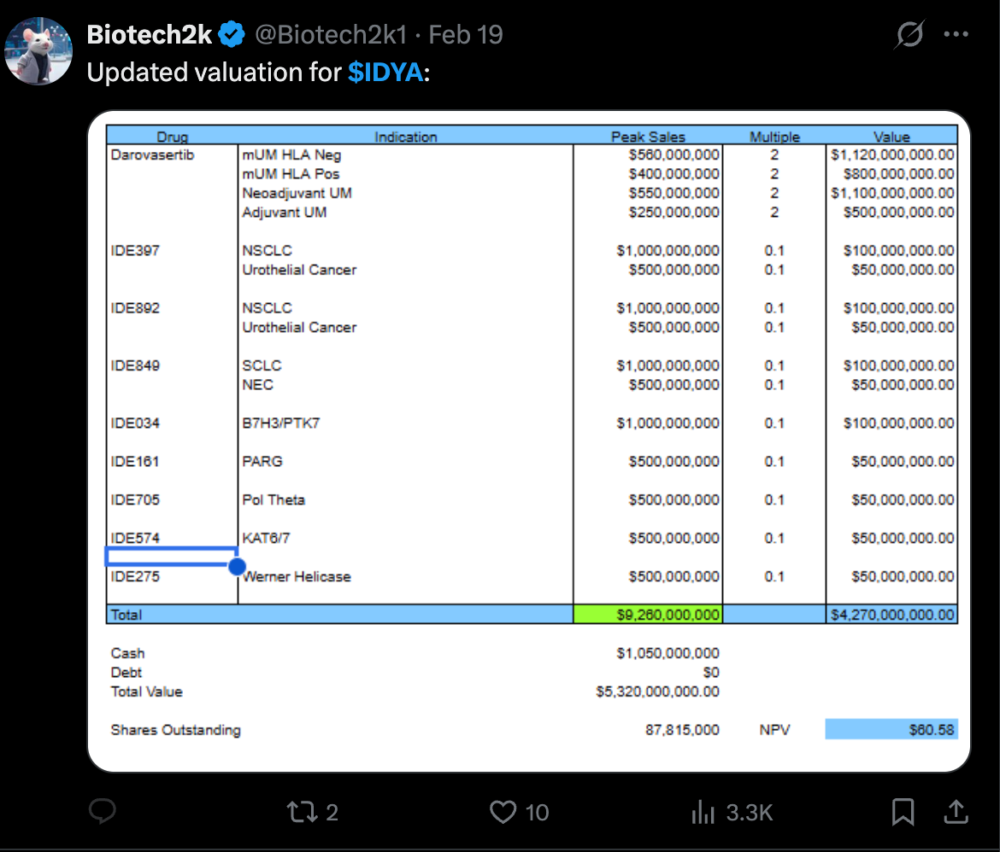 Biotech2k @Biotech2k1 · Feb 19
Updated valuation for $IDYA:
Drug Indication Peak Sales Multiple Value
Darovasertib mUM HLA Neg $560,000,000 2 $1,120,000,000.00
mUM HLA Pos $400,000,000 2 $800,000,000.00
Neoadjuvant UM $550,000,000 2 $1,100,000,000.00
Adjuvant UM $250,000,000 2 $500,000,000.00
IDE397 NSCLC $1,000,000,000 0.1 $100,000,000.00
Urothelial Cancer $500,000,000 0.1 $50,000,000.00
IDE892 NSCLC $1,000,000,000 0.1 $100,000,000.00
Urothelial Cancer $500,000,000 0.1 $50,000,000.00
IDE849 SCLC $1,000,000,000 0.1 $100,000,000.00
NEC $500,000,000 0.1 $50,000,000.00
IDE034 B7H3/PTK7 $1,000,000,000 0.1 $100,000,000.00
IDE161 PARG $500,000,000 0.1 $50,000,000.00
IDE705 Pol Theta $500,000,000 0.1 $50,000,000.00
IDE574 KAT6/7 $500,000,000 0.1 $50,000,000.00
IDE275 Werner Helicase $500,000,000 0.1 $50,000,000.00
Total $9,260,000,000 $4,270,000,000.00
Cash $1,050,000,000
Debt $0
Total Value $5,320,000,000.00
Shares Outstanding 87,815,000 NPV $60.58
2 10 3.3K